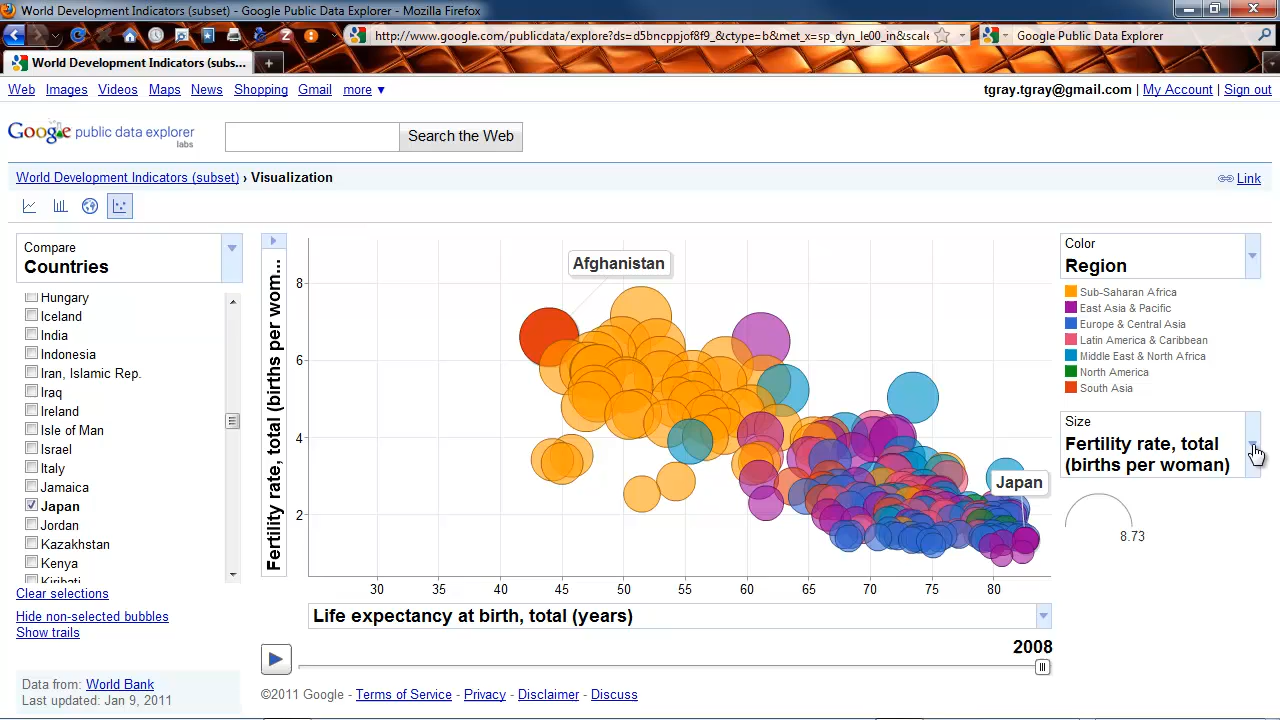 World Development Indicators (subset) - Google Public Data Explorer - Mozilla Firefox
http://www.google.com/publicdata/explore?ds=d5bncppjof8f9_&ctype=b&met_x=sp_dyn_le00_in&scale
Google Public Data Explorer
World Development Indicators (subs...
Web Images Videos Maps News Shopping Gmail more ▼
tgray.tgray@gmail.com | My Account | Sign out
Google public data explorer
labs
Search the Web
World Development Indicators (subset) › Visualization
Link
Compare
Countries
Hungary
Iceland
India
Indonesia
Iran, Islamic Rep.
Iraq
Ireland
Isle of Man
Israel
Italy
Jamaica
Japan
Jordan
Kazakhstan
Kenya
Kiribati
Clear selections
Hide non-selected bubbles
Show trails
Data from: World Bank
Last updated: Jan 9, 2011
Fertility rate, total (births per wom...
8
6
4
2
Afghanistan
Japan
30 35 40 45 50 55 60 65 70 75 80
Life expectancy at birth, total (years)
2008
©2011 Google - Terms of Service - Privacy - Disclaimer - Discuss
Color
Region
Sub-Saharan Africa
East Asia & Pacific
Europe & Central Asia
Latin America & Caribbean
Middle East & North Africa
North America
South Asia
Size
Fertility rate, total
(births per woman)
8.73